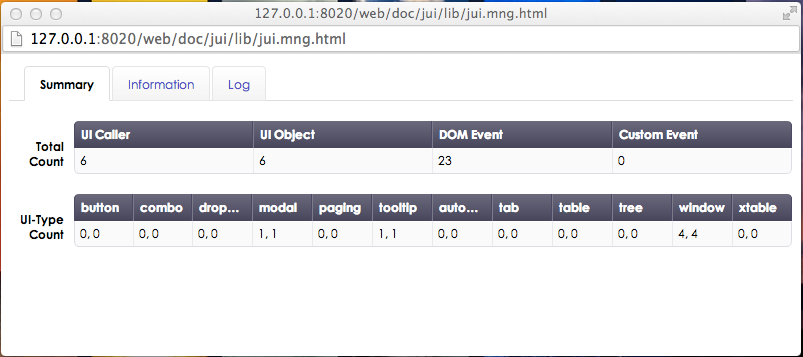 127.0.0.1:8020/web/doc/jui/lib/jui.mng.html
127.0.0.1:8020/web/doc/jui/lib/jui.mng.html
Summary Information Log
Total Count
UI Caller UI Object DOM Event Custom Event
6 6 23 0
UI-Type Count
button combo drop... modal paging tooltip auto... tab table tree window xtable
0, 0 0, 0 0, 0 1, 1 0, 0 1, 1 0, 0 0, 0 0, 0 0, 0 4, 4 0, 0